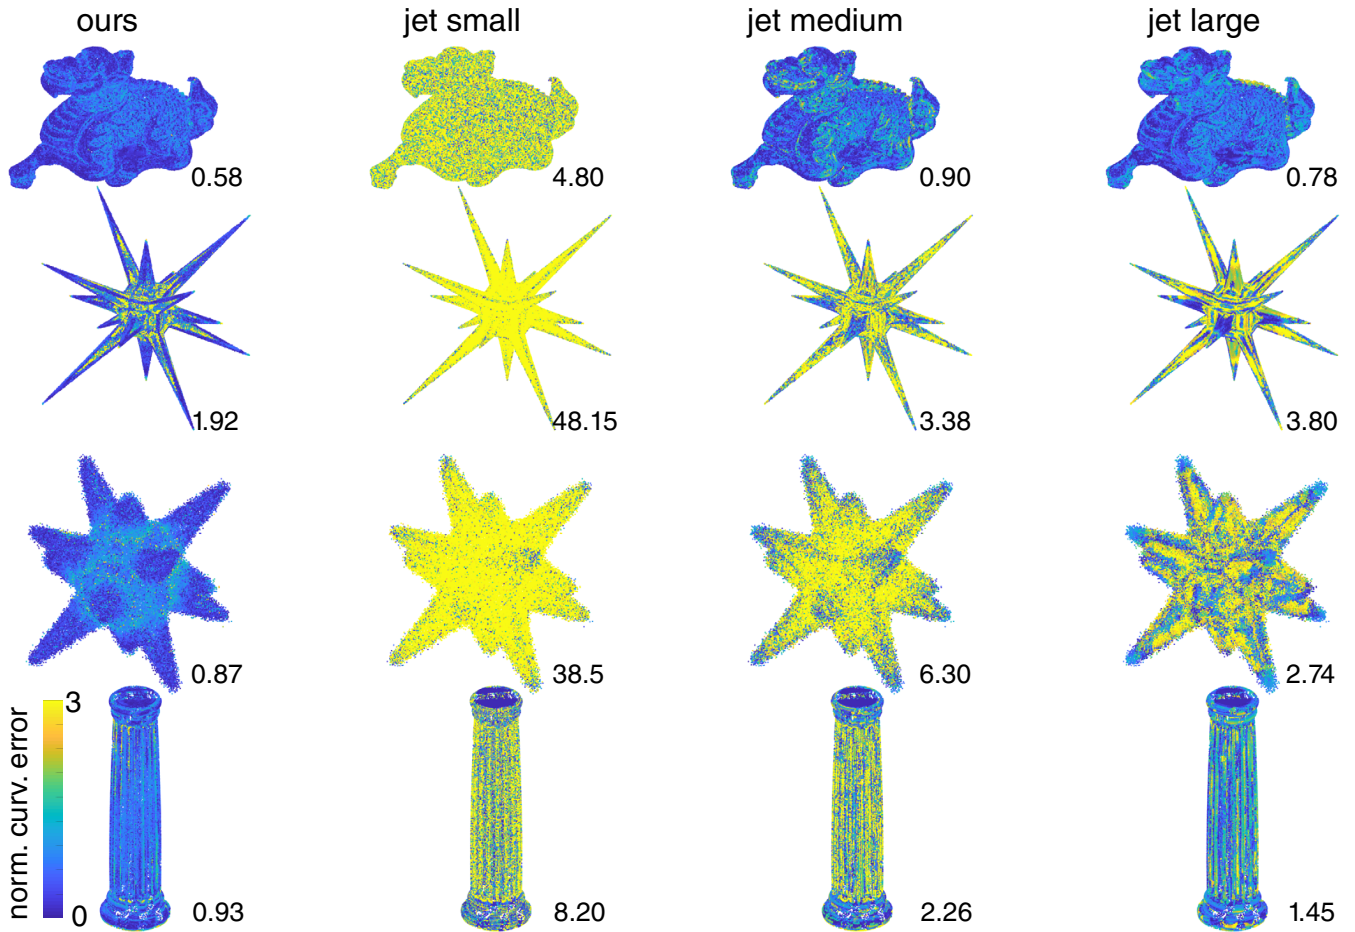 ours jet small jet medium jet large
0.58 4.80 0.90 0.78
1.92 48.15 3.38 3.80
0.87 38.5 6.30 2.74
norm. curv. error
3
0
0.93 8.20 2.26 1.45